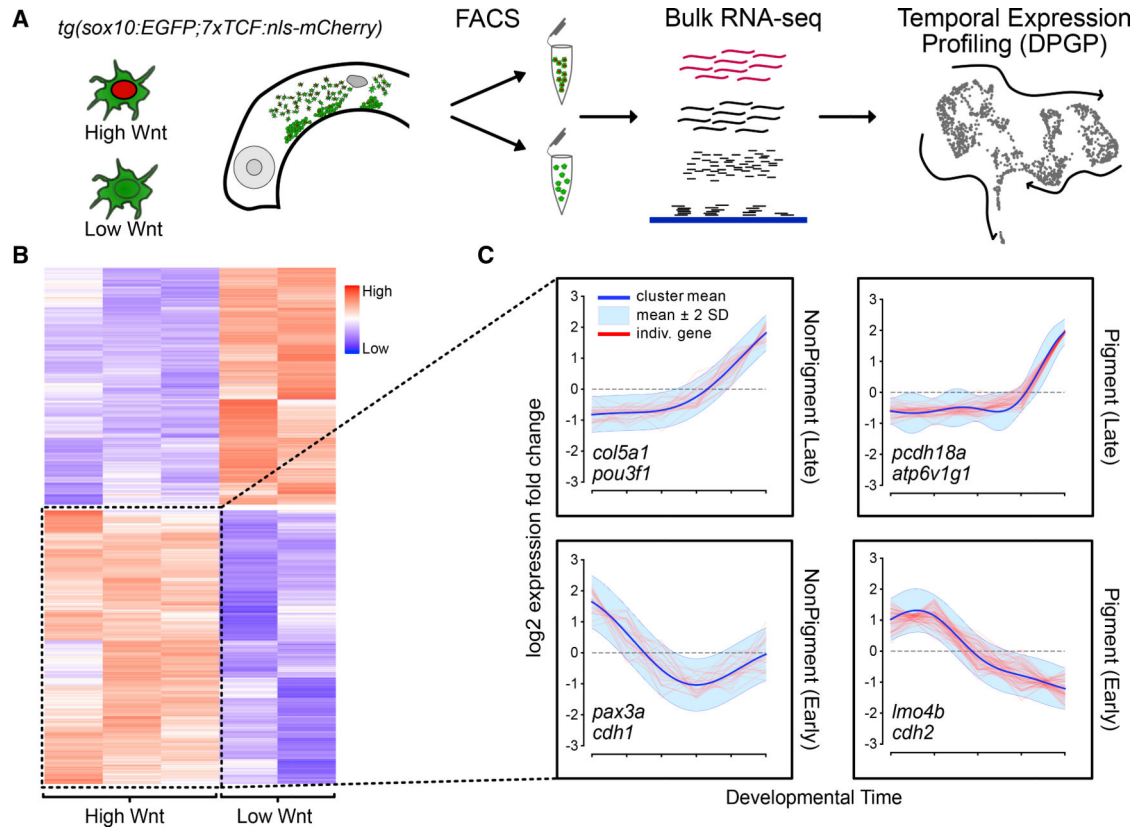 A
tg(sox10:EGFP;7xTCF:nls-mCherry)
High Wnt
Low Wnt
FACS
Bulk RNA-seq
Temporal Expression
Profiling (DPGP)
B
High
Low
High Wnt
Low Wnt
C
log2 expression fold change
3
2
1
0
-1
-2
-3
cluster mean
mean ± 2 SD
indiv. gene
col5a1
pou3f1
NonPigment (Late)
3
2
1
0
-1
-2
-3
pcdh18a
atp6v1g1
Pigment (Late)
3
2
1
0
-1
-2
-3
pax3a
cdh1
NonPigment (Early)
3
2
1
0
-1
-2
-3
lmo4b
cdh2
Pigment (Early)
Developmental Time